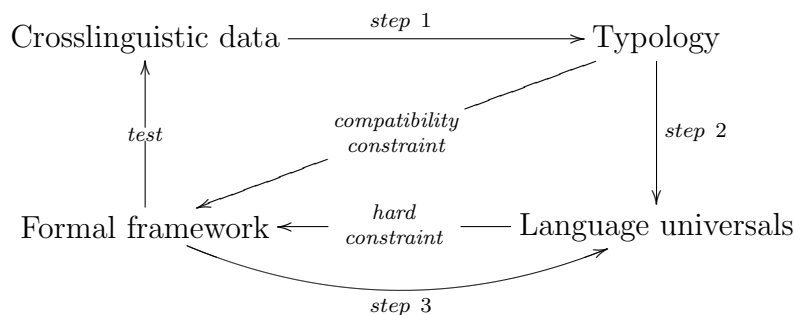 step 1
Crosslinguistic data
Typology
compatibility
constraint
test
step 2
Formal framework
hard
constraint
Language universals
step 3